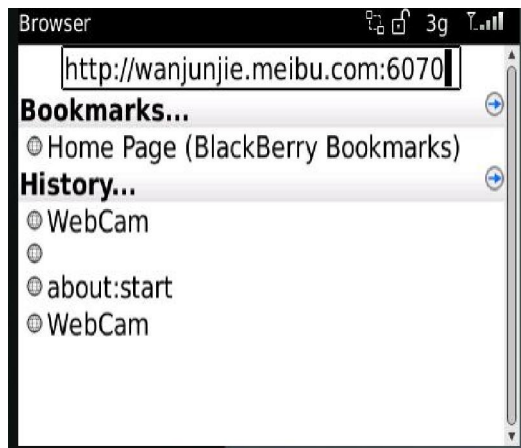 Browser 3g
http://wanjunjie.meibu.com:6070
Bookmarks...
Home Page (BlackBerry Bookmarks)
History...
WebCam
about:start
WebCam